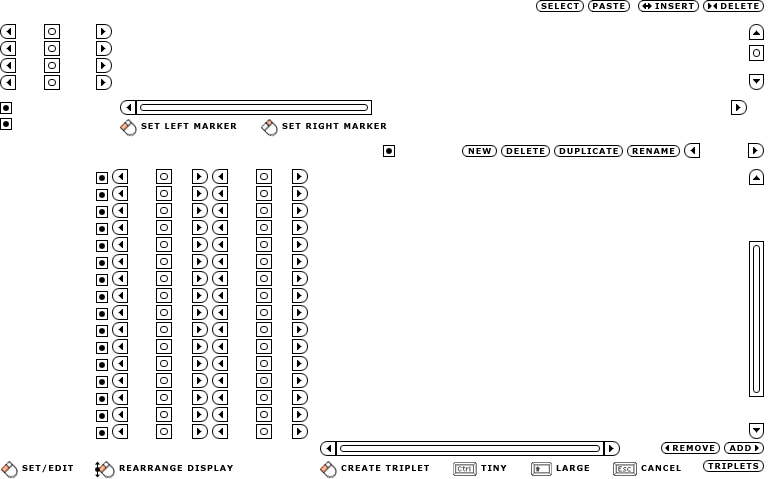 SELECT PASTE INSERT DELETE
SET LEFT MARKER SET RIGHT MARKER
NEW DELETE DUPLICATE RENAME
REMOVE ADD
SET/EDIT REARRANGE DISPLAY CREATE TRIPLET Ctrl TINY LARGE Esc CANCEL TRIPLETS